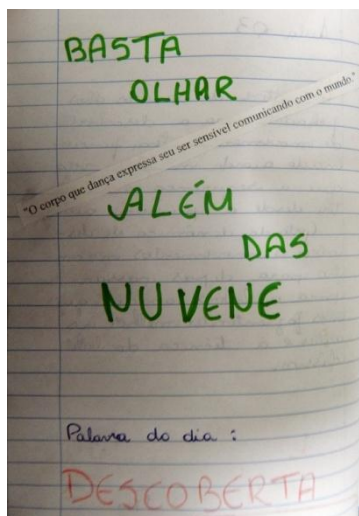 BASTA
OLHAR
"O corpo que dança expressa seu ser sensível comunicando com o mundo."
ALÉM
DAS
NUVENE
Palavra do dia :
DESCOBERTA